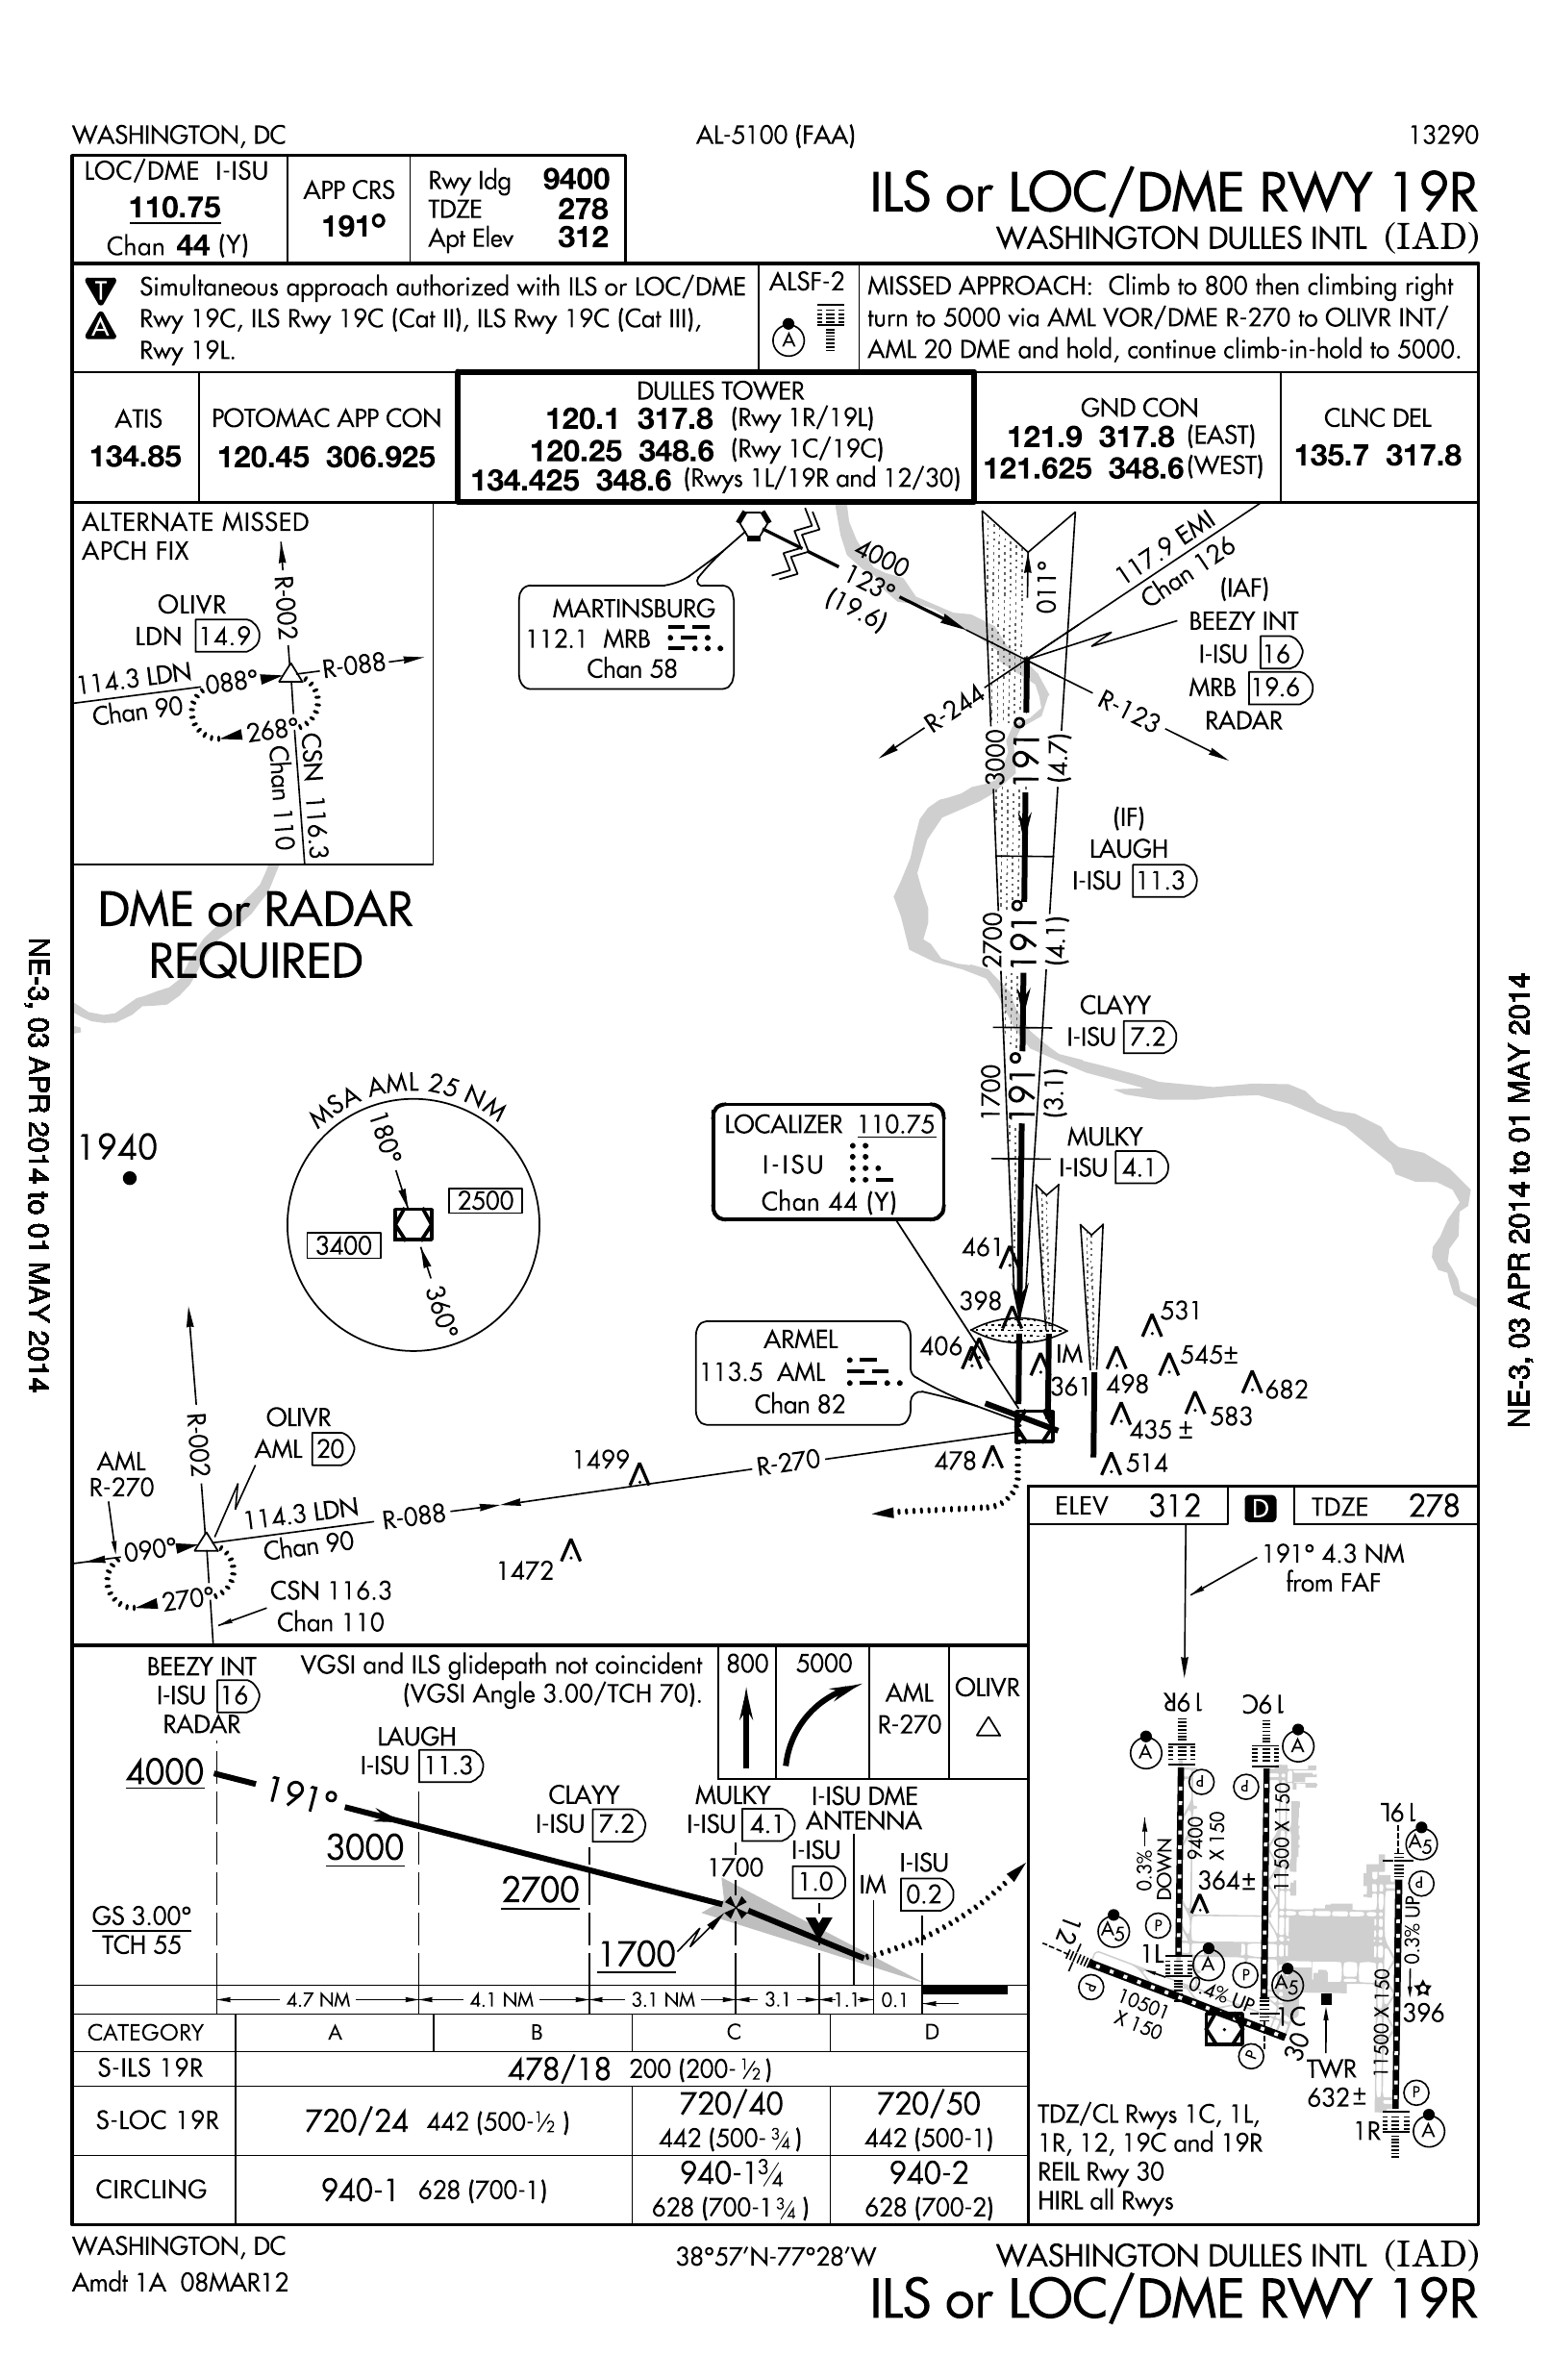 WASHINGTON, DC
AL-5100 (FAA)
13290
LOC/DME I-ISU
110.75
Chan 44 (Y)
APP CRS
191°
Rwy ldg 9400
TDZE 278
Apt Elev 312
ILS or LOC/DME RWY 19R
WASHINGTON DULLES INTL (IAD)
T
A
Simultaneous approach authorized with ILS or LOC/DME
Rwy 19C, ILS Rwy 19C (Cat II), ILS Rwy 19C (Cat III),
Rwy 19L.
ALSF-2
A
MISSED APPROACH: Climb to 800 then climbing right
turn to 5000 via AML VOR/DME R-270 to OLIVR INT/
AML 20 DME and hold, continue climb-in-hold to 5000.
ATIS
134.85
POTOMAC APP CON
120.45 306.925
DULLES TOWER
120.1 317.8 (Rwy 1R/19L)
120.25 348.6 (Rwy 1C/19C)
134.425 348.6 (Rwys 1L/19R and 12/30)
GND CON
121.9 317.8 (EAST)
121.625 348.6 (WEST)
CLNC DEL
135.7 317.8
ALTERNATE MISSED
APCH FIX
OLIVR
LDN 14.9
R-002
114.3 LDN
Chan 90
088°
R-088
268°
CSN 116.3
Chan 110
MARTINSBURG
112.1 MRB
Chan 58
4000
123°
(19.6)
011°
117.9 EMI
Chan 126
(IAF)
BEEZY INT
I-ISU 16
MRB 19.6
RADAR
R-244
R-123
3000
191°
(4.7)
(IF)
LAUGH
I-ISU 11.3
2700
191°
(4.1)
DME or RADAR
REQUIRED
CLAYY
I-ISU 7.2
1700
191°
(3.1)
MULKY
I-ISU 4.1
LOCALIZER 110.75
I-ISU
Chan 44 (Y)
1940
MSA AML 25 NM
180°
2500
3400
360°
461
398
406
IM
361
531
545±
498
682
583
435 ±
514
478
ARMEL
113.5 AML
Chan 82
R-002
OLIVR
AML 20
AML
R-270
1499
R-270
114.3 LDN
Chan 90
R-088
090°
270°
1472
CSN 116.3
Chan 110
ELEV 312
D
TDZE 278
191° 4.3 NM
from FAF
19R
19C
A
A
P
P
0.3%
DOWN
9400
X 150
11500 X 150
364±
19L
A5
P
0.3% UP
12
A5
P
1L
A
P
P
0.4% UP
A5
10501
X 150
1C
30
P
396
11500 X 150
TWR
632±
P
1R
A
TDZ/CL Rwys 1C, 1L,
1R, 12, 19C and 19R
REIL Rwy 30
HIRL all Rwys
BEEZY INT
I-ISU 16
RADAR
VGSI and ILS glidepath not coincident
(VGSI Angle 3.00/TCH 70).
800
5000
AML
R-270
OLIVR
LAUGH
I-ISU 11.3
4000
191°
3000
CLAYY
I-ISU 7.2
2700
MULKY
I-ISU 4.1
1700
I-ISU DME
ANTENNA
I-ISU
1.0
IM
I-ISU
0.2
GS 3.00°
TCH 55
1700
4.7 NM
4.1 NM
3.1 NM
3.1
1.1
0.1
CATEGORY A B C D
S-ILS 19R 478/18 200 (200-½)
S-LOC 19R 720/24 442 (500-½) 720/40 442 (500-¾) 720/50 442 (500-1)
CIRCLING 940-1 628 (700-1) 940-1¾ 628 (700-1¾) 940-2 628 (700-2)
WASHINGTON, DC
Amdt 1A 08MAR12
38°57'N-77°28'W
WASHINGTON DULLES INTL (IAD)
ILS or LOC/DME RWY 19R
NE-3, 03 APR 2014 to 01 MAY 2014
NE-3, 03 APR 2014 to 01 MAY 2014